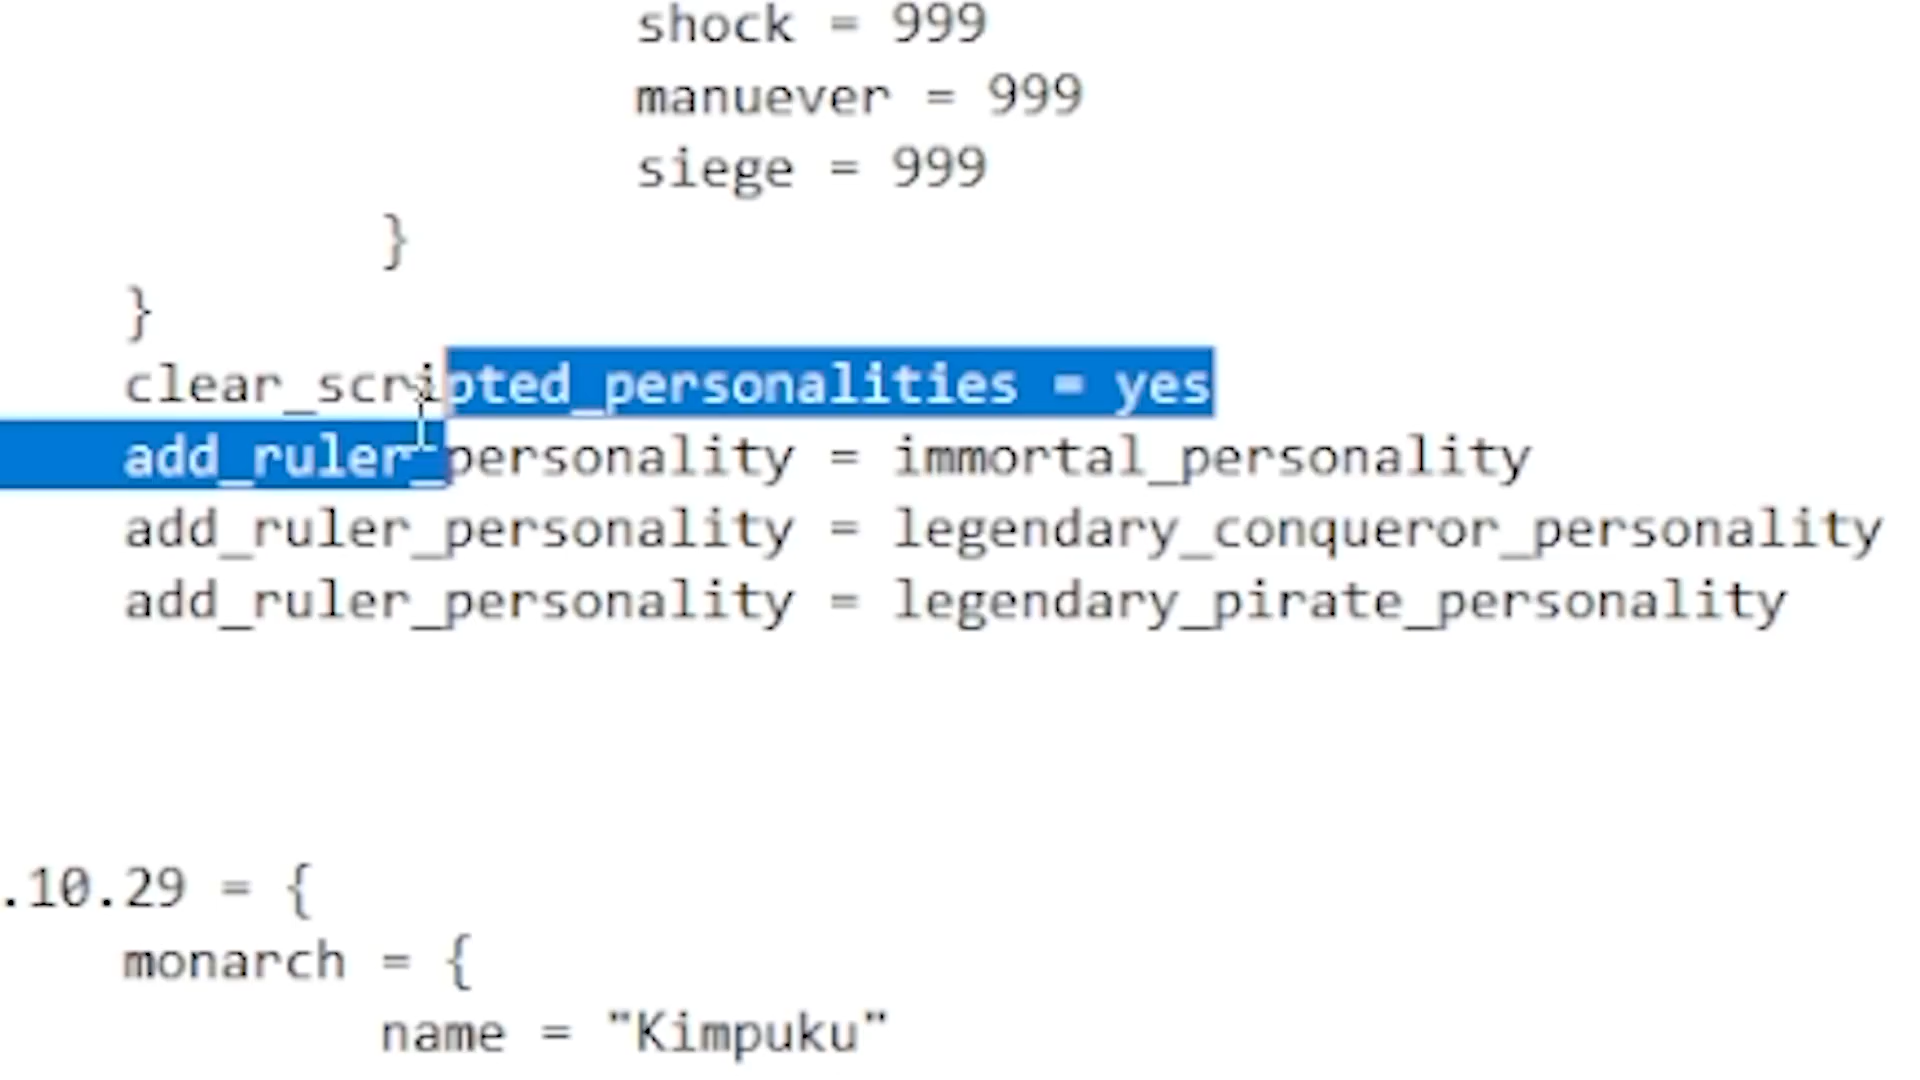 shock = 999
manuever = 999
siege = 999
}
}
clear_scripted_personalities = yes
add_ruler_personality = immortal_personality
add_ruler_personality = legendary_conqueror_personality
add_ruler_personality = legendary_pirate_personality
.10.29 = {
monarch = {
name = "Kimpuku"